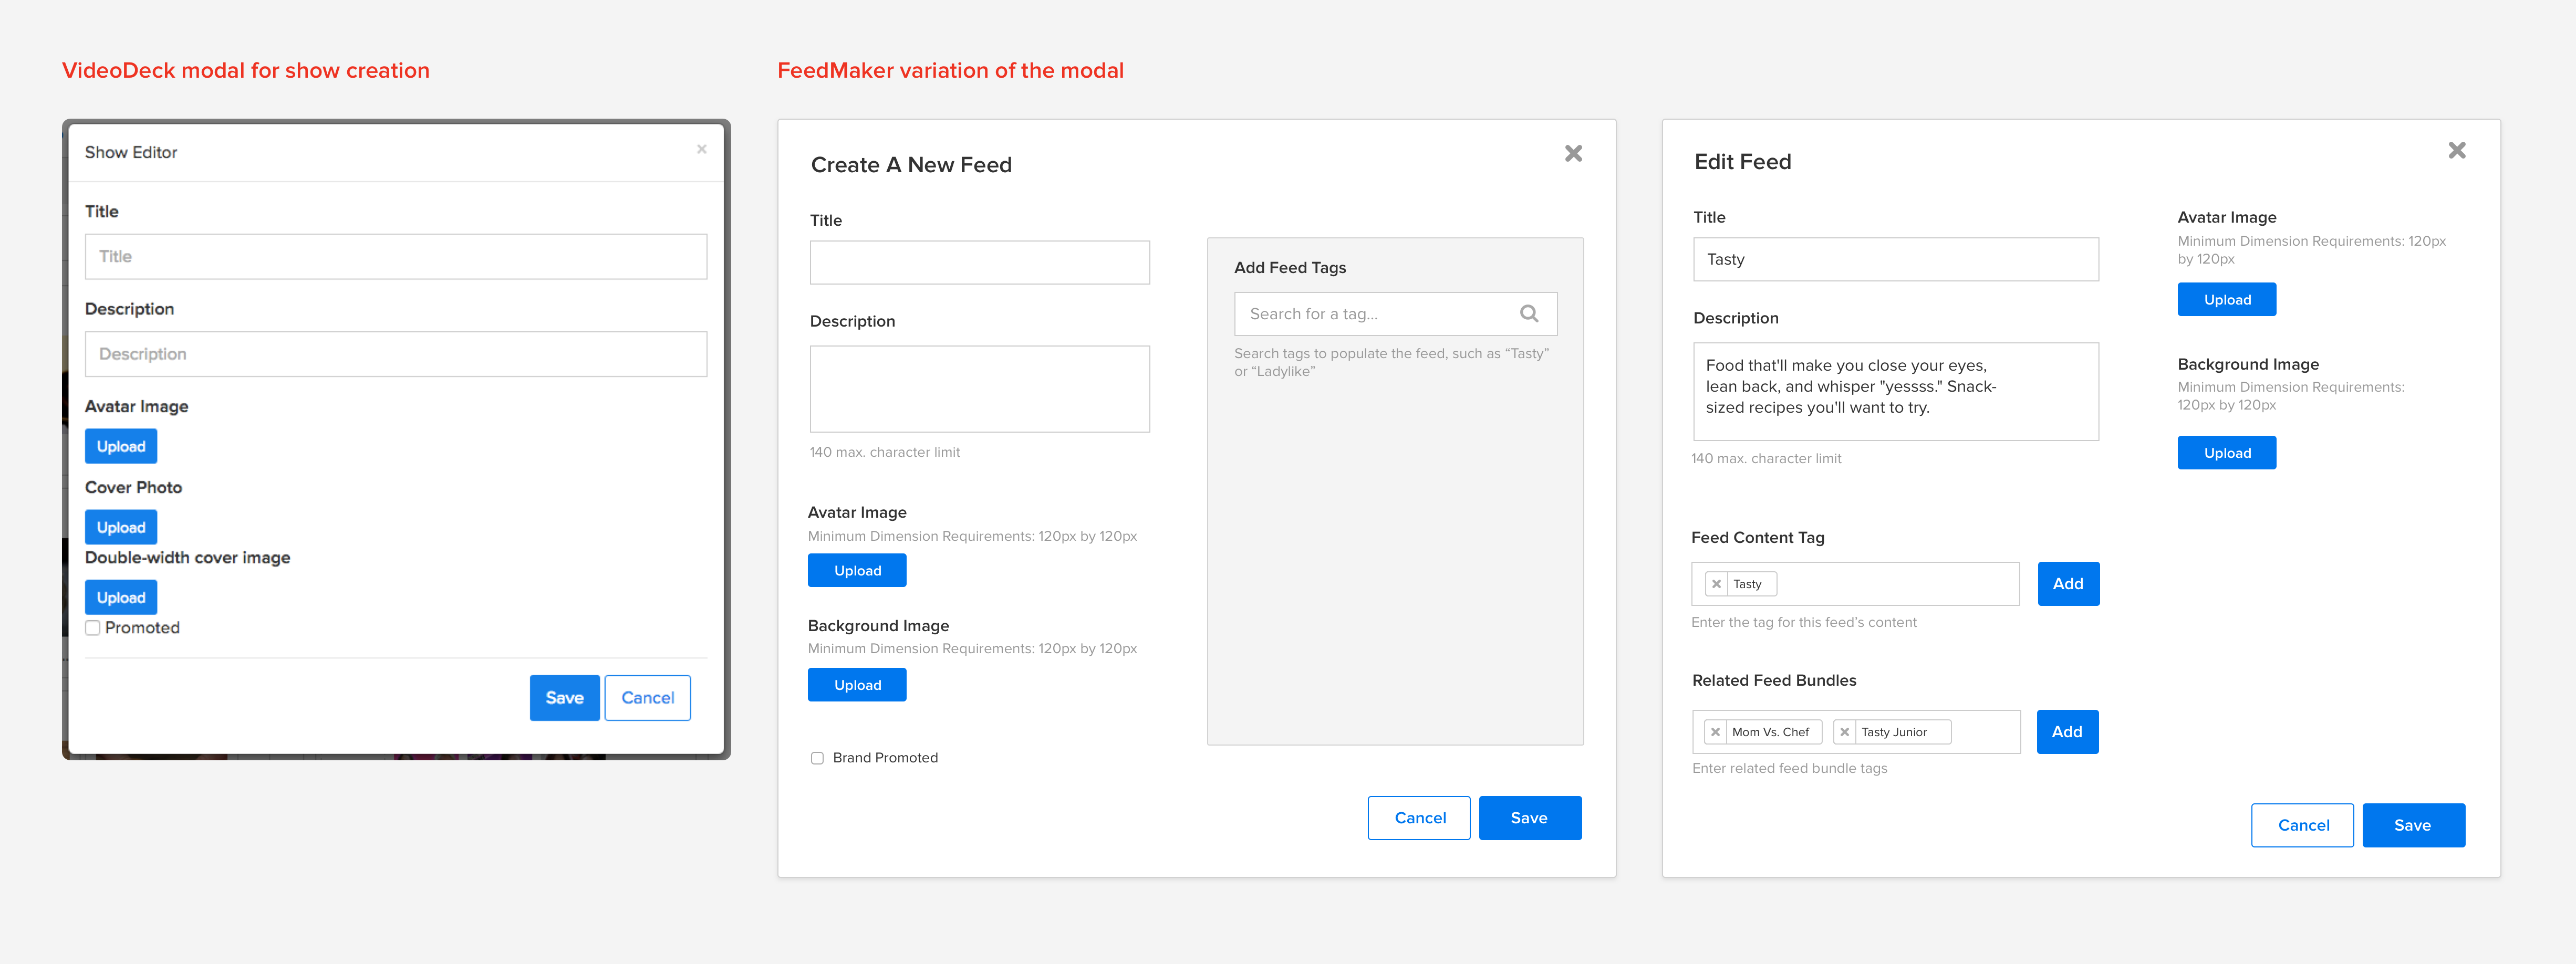 VideoDeck modal for show creation
Show Editor
×
Title
Title
Description
Description
Avatar Image
Upload
Cover Photo
Upload
Double-width cover image
Upload
Promoted
Save Cancel
FeedMaker variation of the modal
Create A New Feed
Title
Description
140 max. character limit
Avatar Image
Minimum Dimension Requirements: 120px by 120px
Upload
Background Image
Minimum Dimension Requirements: 120px by 120px
Upload
Brand Promoted
Add Feed Tags
Search for a tag...
Search tags to populate the feed, such as “Tasty”
or “Ladylike”
Cancel Save
Edit Feed
Title
Tasty
Description
Food that'll make you close your eyes,
lean back, and whisper "yessss." Snack-
sized recipes you'll want to try.
140 max. character limit
Avatar Image
Minimum Dimension Requirements: 120px
by 120px
Upload
Background Image
Minimum Dimension Requirements:
120px by 120px
Upload
Feed Content Tag
Tasty
Add
Enter the tag for this feed's content
Related Feed Bundles
Mom Vs. Chef Tasty Junior
Add
Enter related feed bundle tags
Cancel Save